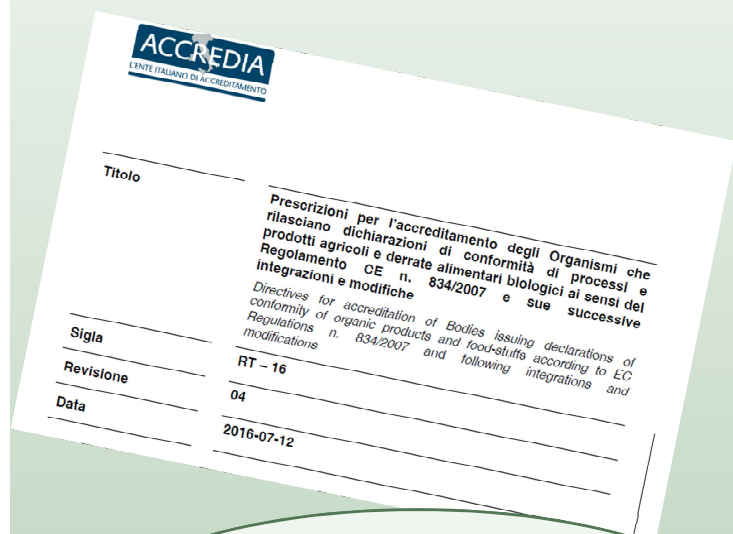 ACCREDIA
L'ENTE ITALIANO DI ACCREDITAMENTO
Titolo
Prescrizioni per l'accreditamento degli Organismi che
rilasciano dichiarazioni di conformità di processi e
prodotti agricoli e derrate alimentari biologici ai sensi del
Regolamento CE n. 834/2007 e sue successive
integrazioni e modifiche
Directives for accreditation of Bodies issuing declarations of
conformity of organic products and food-stuffs according to EC
Regulations n. 834/2007 and following integrations and
modifications
Sigla
RT – 16
Revisione
04
Data
2016-07-12